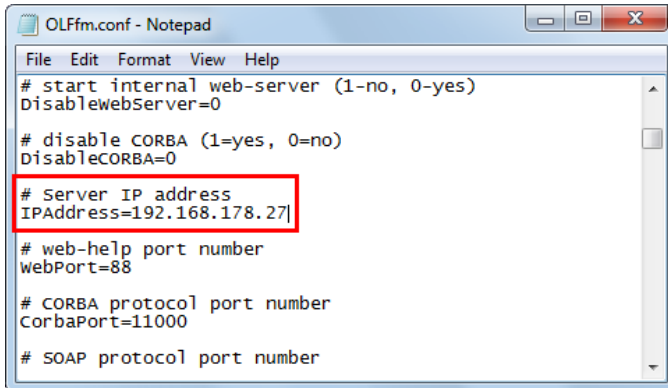 OLFfm.conf - Notepad
File Edit Format View Help
# start internal web-server (1-no, 0-yes)
DisableWebServer=0
# disable CORBA (1=yes, 0=no)
DisableCORBA=0
# Server IP address
IPAddress=192.168.178.27
# web-help port number
WebPort=88
# CORBA protocol port number
CorbaPort=11000
# SOAP protocol port number